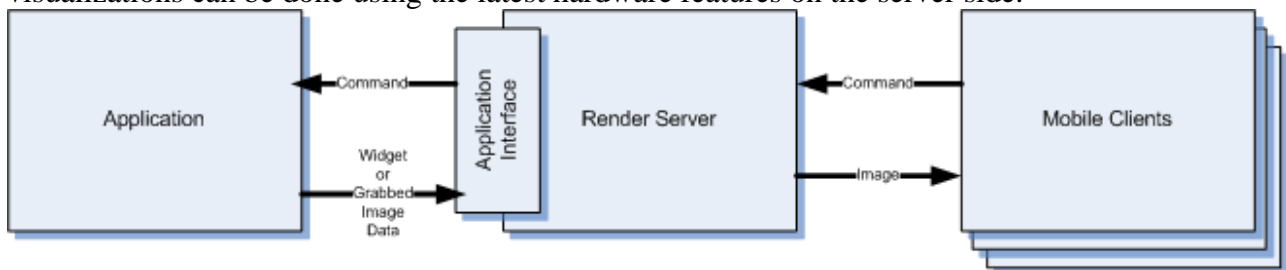 visualizations can be done using the latest hardware features on the server side.
Application
Command
Widget
or
Grabbed
Image
Data
Application
Interface
Render Server
Command
Image
Mobile Clients